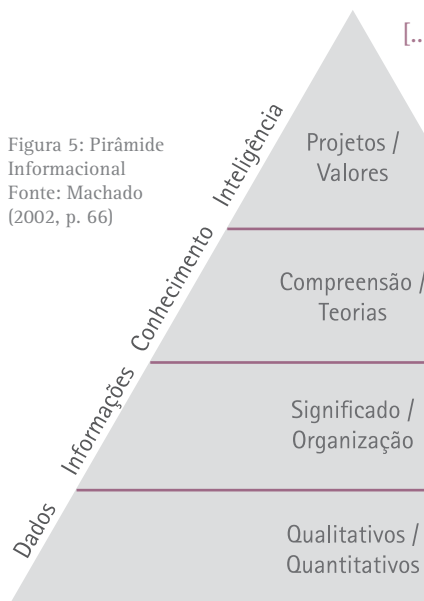 [..
Figura 5: Pirâmide
Informacional
Fonte: Machado
(2002, p. 66)
Inteligência
Projetos /
Valores
Conhecimento
Compreensão /
Teorias
Informações
Significado /
Organização
Dados
Qualitativos /
Quantitativos